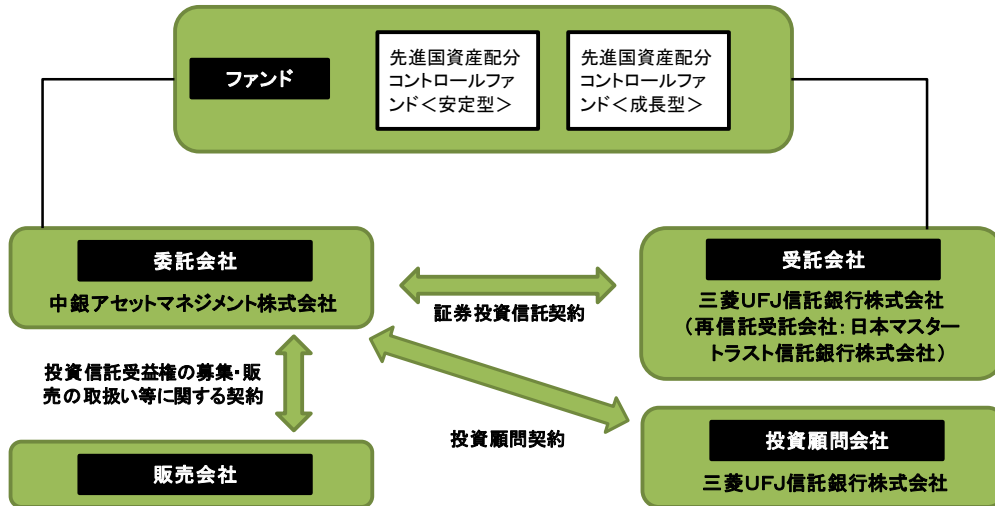 ファンド
先進国資産配分
コントロールファ
ンド＜安定型＞
先進国資産配分
コントロールファ
ンド＜成長型＞
委託会社
中銀アセットマネジメント株式会社
証券投資信託契約
受託会社
三菱UFJ信託銀行株式会社
（再信託受託会社：日本マスター
トラスト信託銀行株式会社）
投資信託受益権の募集・販
売の取扱い等に関する契約
投資顧問契約
販売会社
投資顧問会社
三菱UFJ信託銀行株式会社